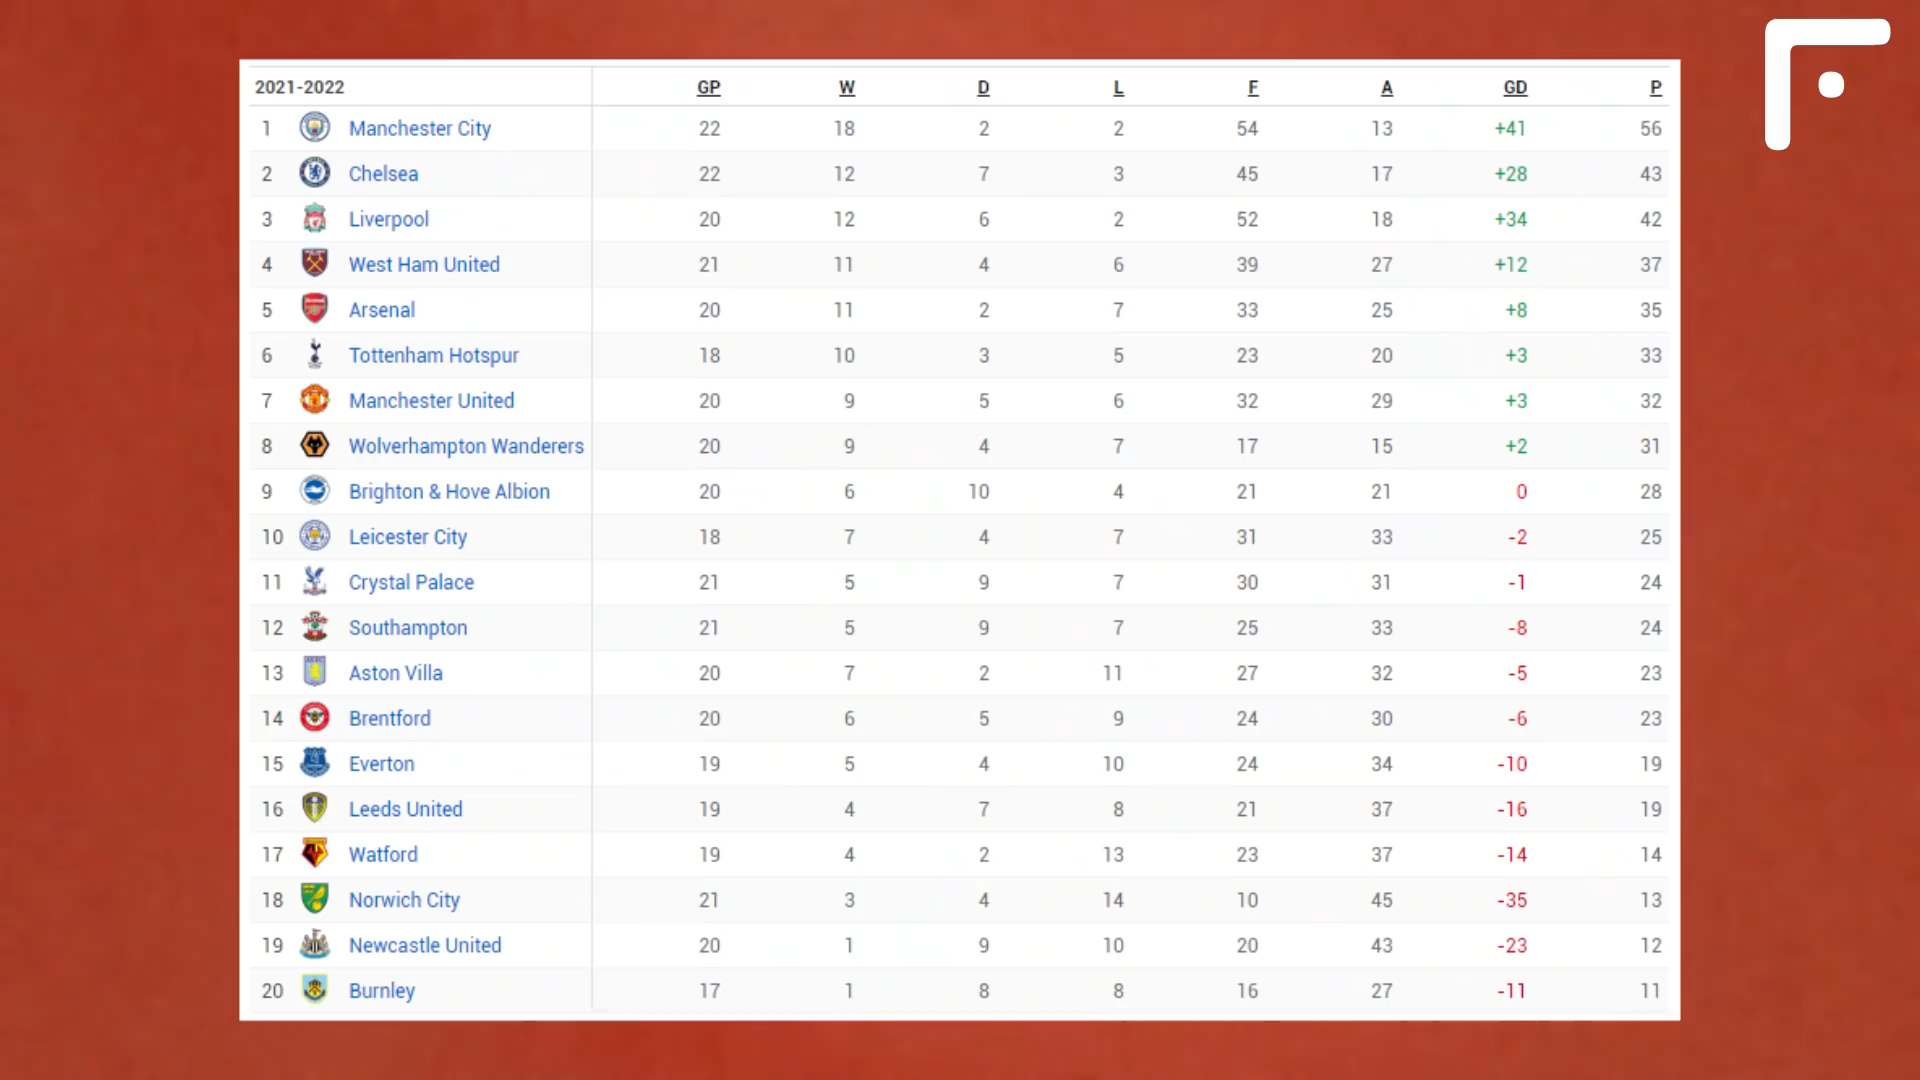 2021-2022 GP W D L F A GD P
1 Manchester City 22 18 2 2 54 13 +41 56
2 Chelsea 22 12 7 3 45 17 +28 43
3 Liverpool 20 12 6 2 52 18 +34 42
4 West Ham United 21 11 4 6 39 27 +12 37
5 Arsenal 20 11 2 7 33 25 +8 35
6 Tottenham Hotspur 18 10 3 5 23 20 +3 33
7 Manchester United 20 9 5 6 32 29 +3 32
8 Wolverhampton Wanderers 20 9 4 7 17 15 +2 31
9 Brighton & Hove Albion 20 6 10 4 21 21 0 28
10 Leicester City 18 7 4 7 31 33 -2 25
11 Crystal Palace 21 5 9 7 30 31 -1 24
12 Southampton 21 5 9 7 25 33 -8 24
13 Aston Villa 20 7 2 11 27 32 -5 23
14 Brentford 20 6 5 9 24 30 -6 23
15 Everton 19 5 4 10 24 34 -10 19
16 Leeds United 19 4 7 8 21 37 -16 19
17 Watford 19 4 2 13 23 37 -14 14
18 Norwich City 21 3 4 14 10 45 -35 13
19 Newcastle United 20 1 9 10 20 43 -23 12
20 Burnley 17 1 8 8 16 27 -11 11